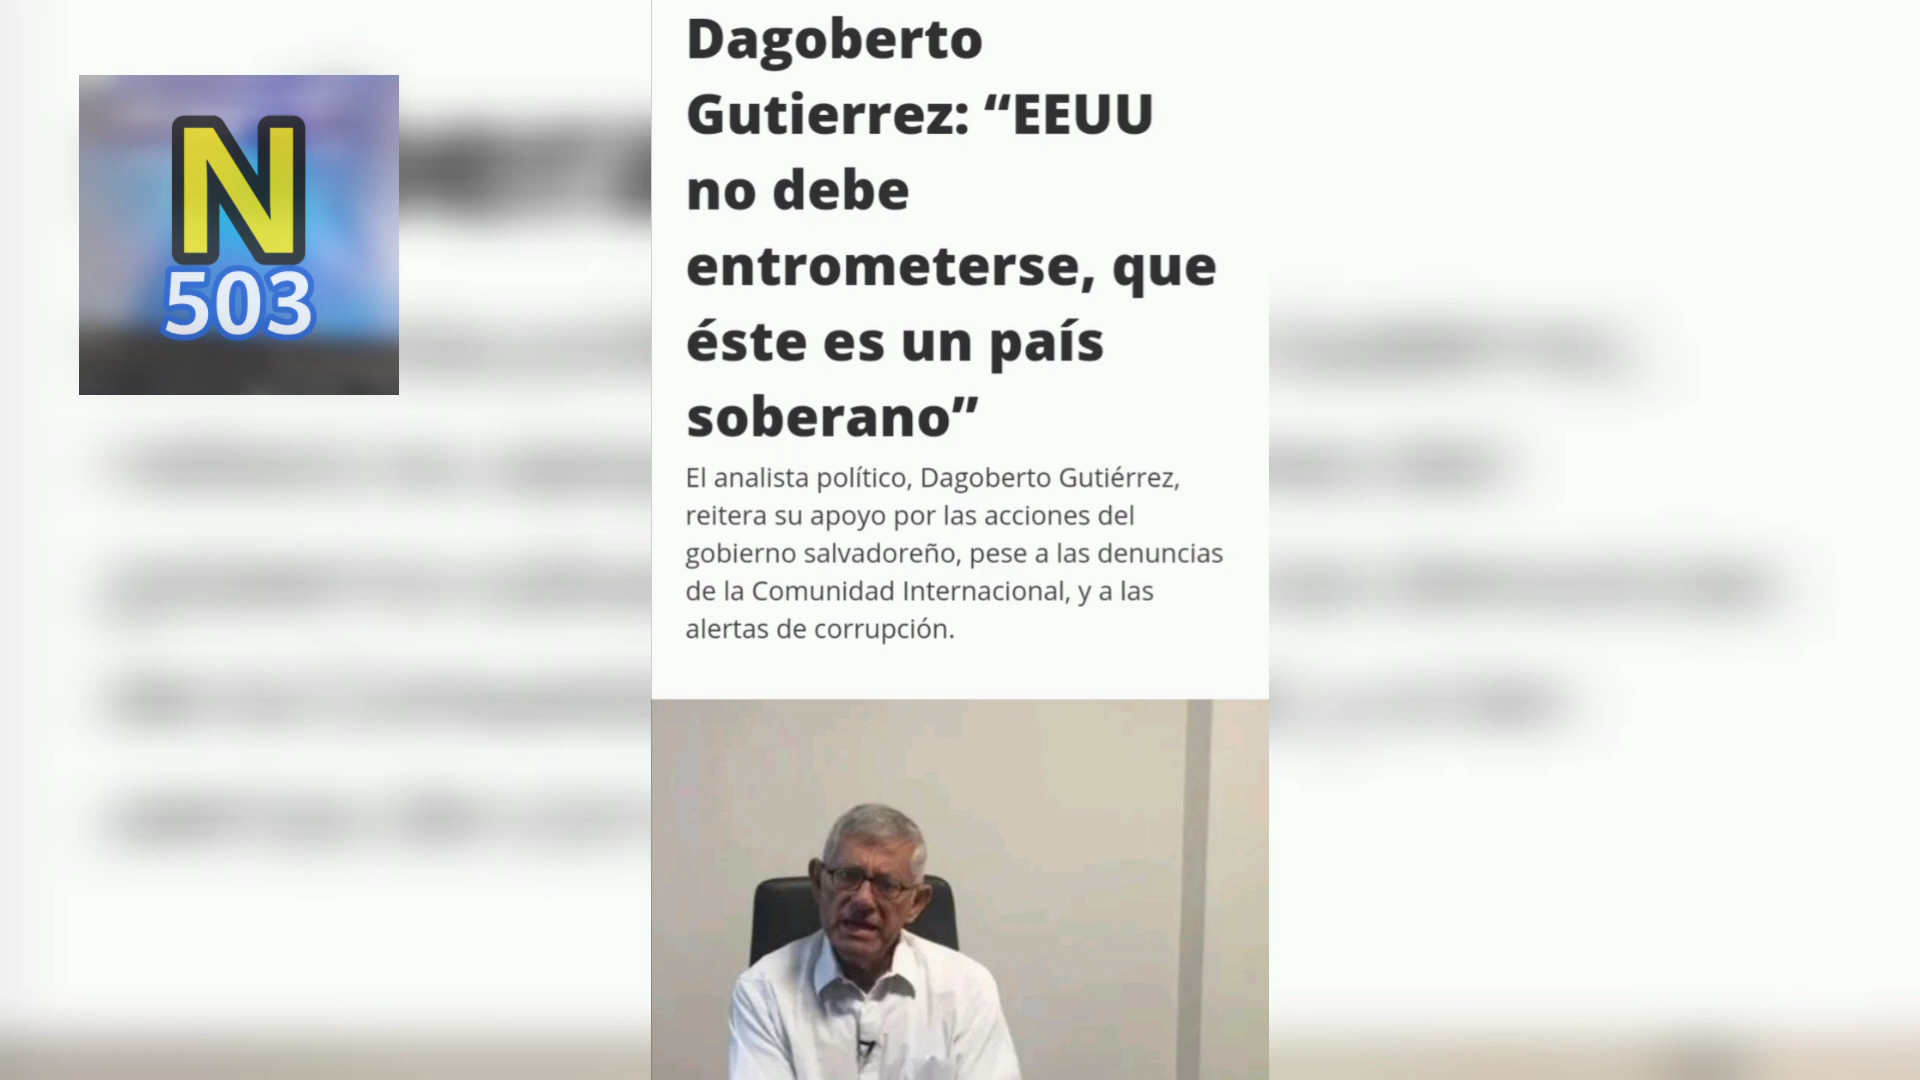 N
503
Dagoberto
Gutierrez: “EEUU
no debe
entrometerse, que
éste es un país
soberano”
El analista político, Dagoberto Gutiérrez,
reitera su apoyo por las acciones del
gobierno salvadoreño, pese a las denuncias
de la Comunidad Internacional, y a las
alertas de corrupción.